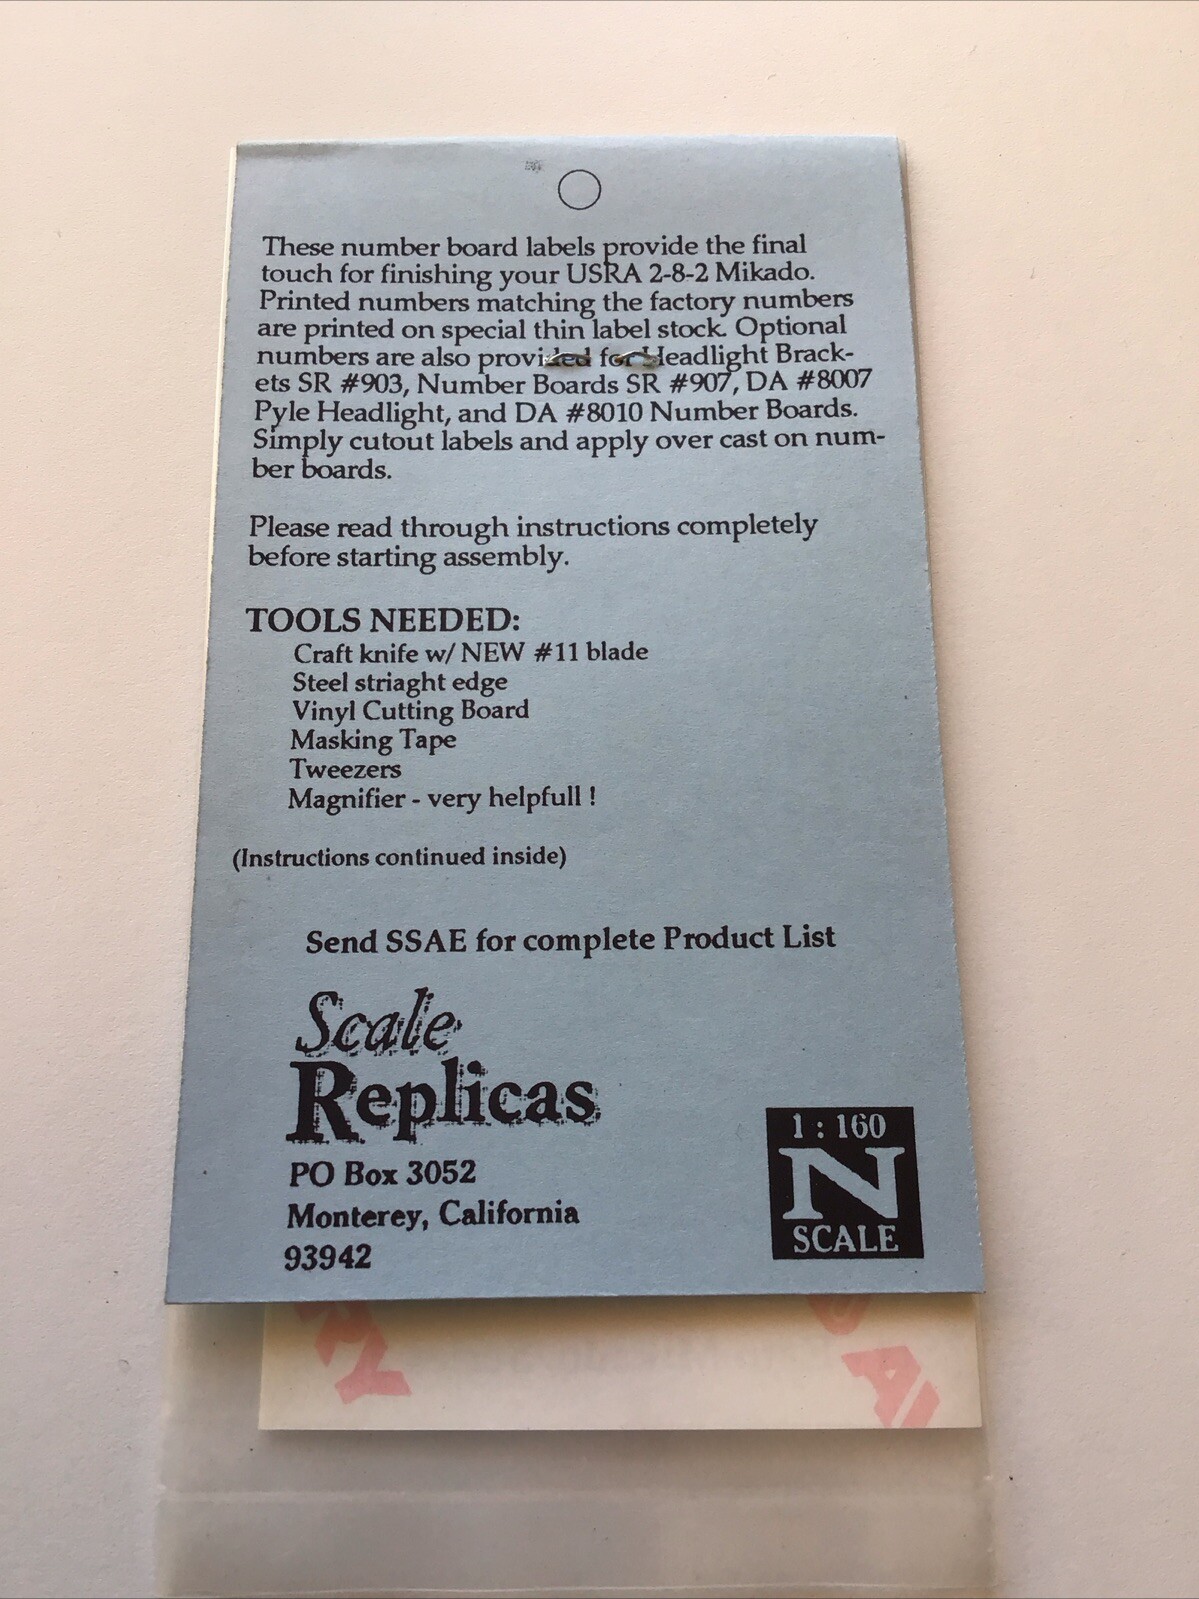 These number board labels provide the final
touch for finishing your USRA 2-8-2 Mikado.
Printed numbers matching the factory numbers
are printed on special thin label stock. Optional
numbers are also provided for Headlight Brack-
ets SR #903, Number Boards SR #907, DA #8007
Pyle Headlight, and DA #8010 Number Boards.
Simply cutout labels and apply over cast on num-
ber boards.
Please read through instructions completely
before starting assembly.
TOOLS NEEDED:
Craft knife w/ NEW #11 blade
Steel striaght edge
Vinyl Cutting Board
Masking Tape
Tweezers
Magnifier - very helpfull !
(Instructions continued inside)
Send SSAE for complete Product List
Scale
Replicas
PO Box 3052
Monterey, California
93942
1 : 160
N
SCALE